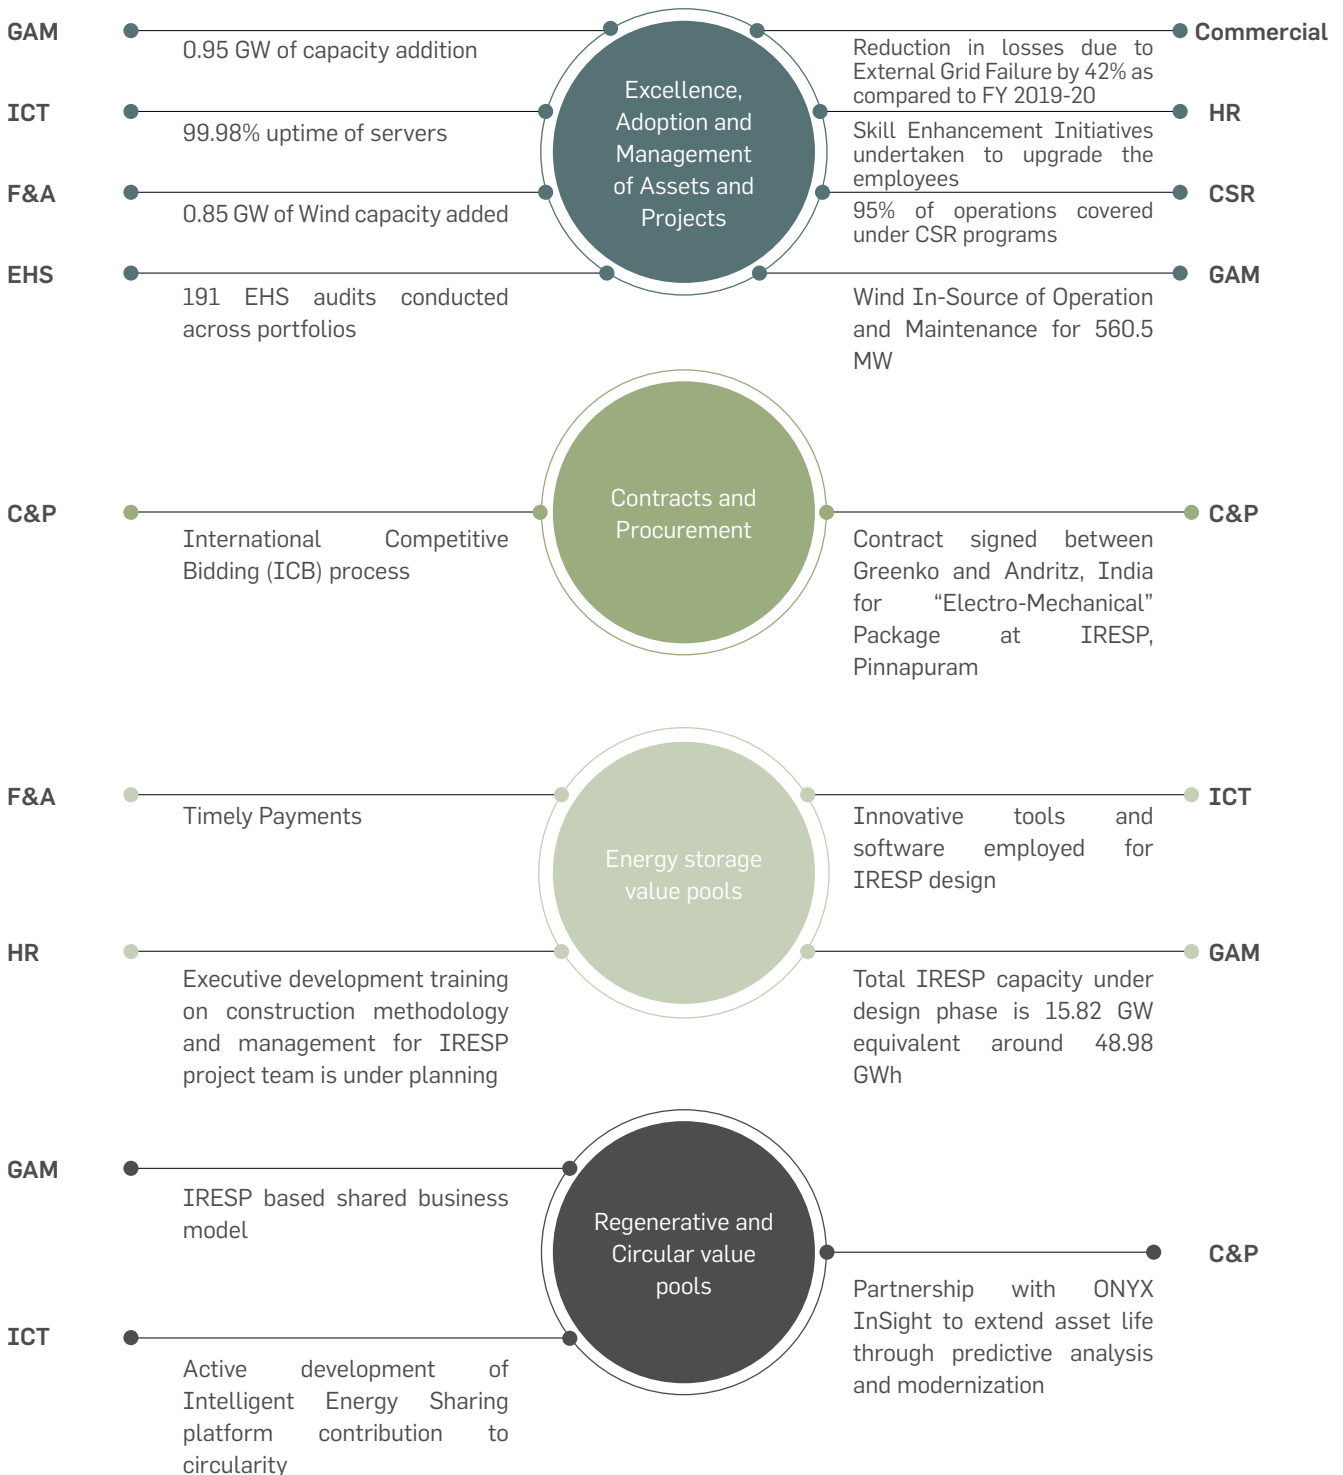 GAM
0.95 GW of capacity addition
ICT
99.98% uptime of servers
F&A
0.85 GW of Wind capacity added
EHS
191 EHS audits conducted
across portfolios
Excellence,
Adoption and
Management
of Assets and
Projects
Commercial
Reduction in losses due to
External Grid Failure by 42% as
compared to FY 2019-20
HR
Skill Enhancement Initiatives
undertaken to upgrade the
employees
CSR
95% of operations covered
under CSR programs
GAM
Wind In-Source of Operation
and Maintenance for 560.5
MW
C&P
International Competitive
Bidding (ICB) process
Contracts and
Procurement
C&P
Contract signed between
Greenko and Andritz, India
for “Electro-Mechanical”
Package at IRESP,
Pinnapuram
F&A
Timely Payments
HR
Executive development training
on construction methodology
and management for IRESP
project team is under planning
Energy storage
value pools
ICT
Innovative tools and
software employed for
IRESP design
GAM
Total IRESP capacity under
design phase is 15.82 GW
equivalent around 48.98
GWh
GAM
IRESP based shared business
model
ICT
Active development of
Intelligent Energy Sharing
platform contribution to
circularity
Regenerative and
Circular value
pools
C&P
Partnership with ONYX
InSight to extend asset life
through predictive analysis
and modernization